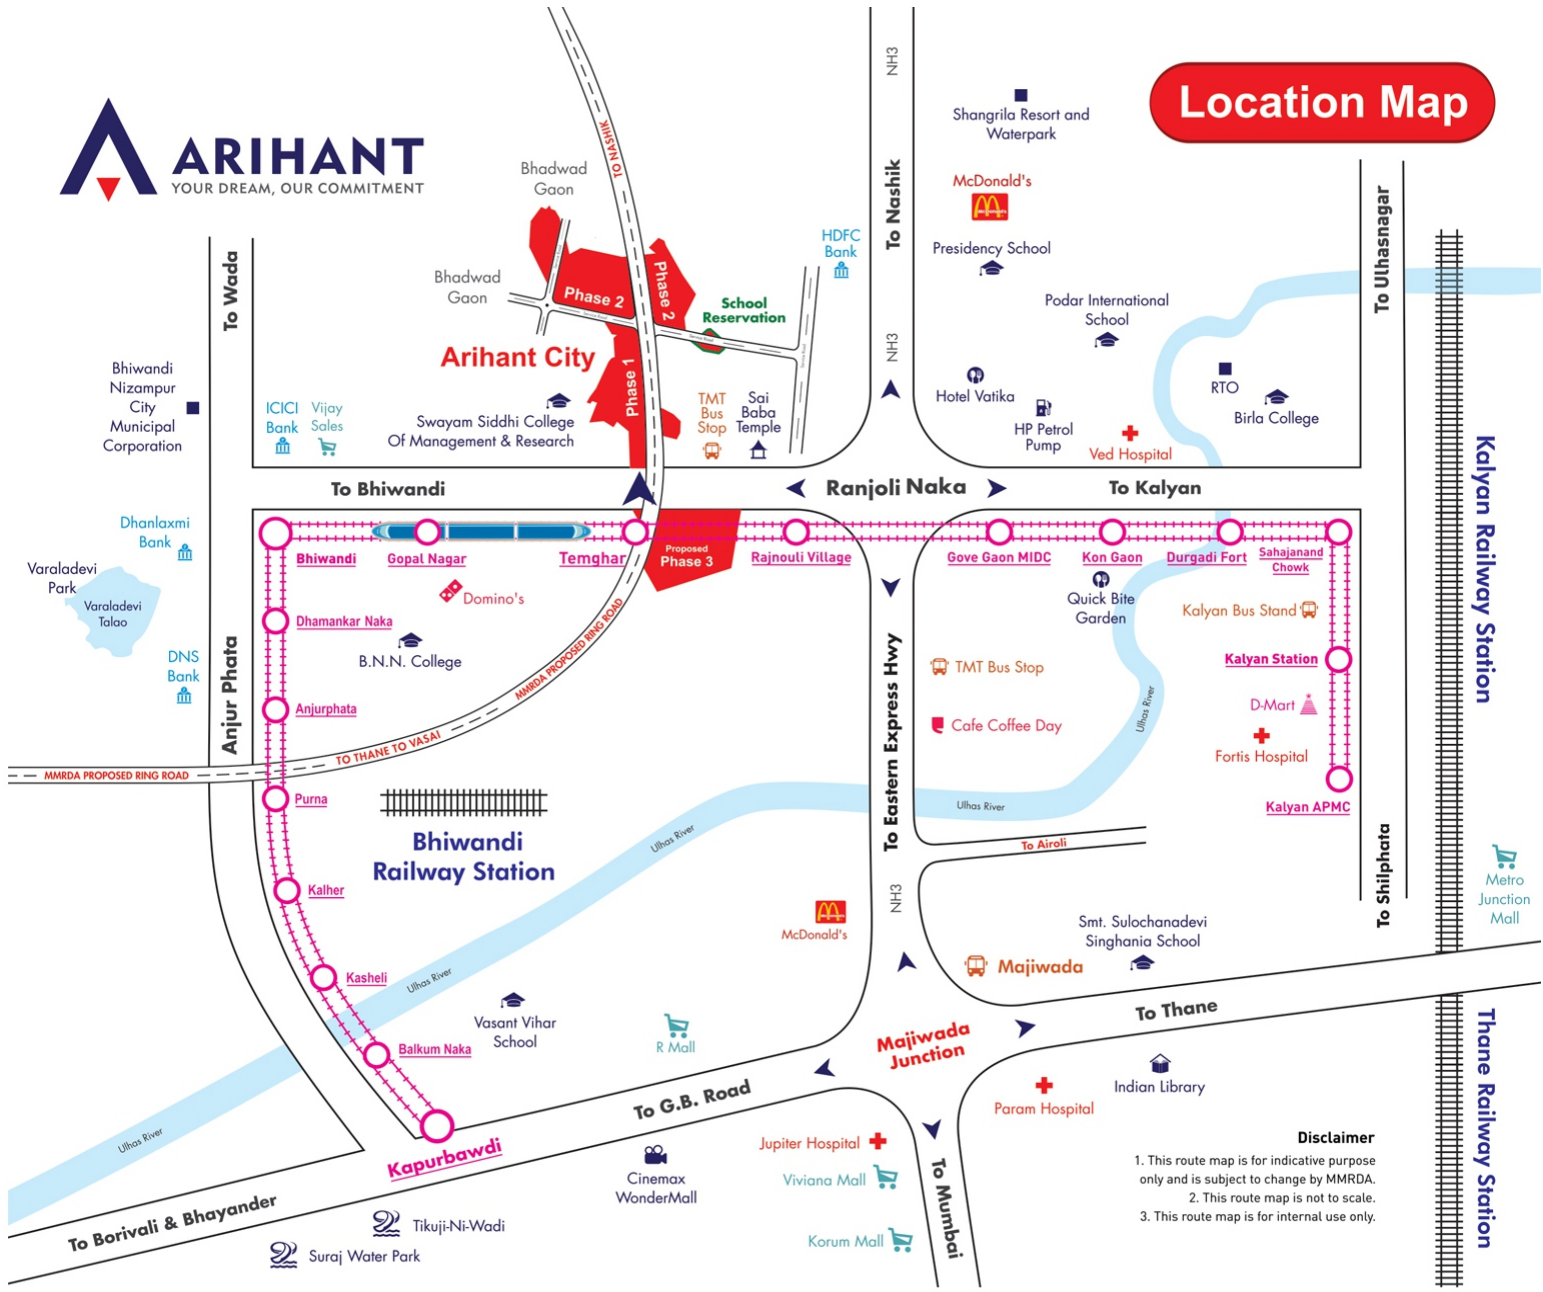 ARIHANT
YOUR DREAM, OUR COMMITMENT
Location Map
NH3
To Nashik
NH3
Shangrila Resort and
Waterpark
McDonald's
Presidency School
Podar International
School
Hotel Vatika
HP Petrol
Pump
Ved Hospital
RTO
Birla College
To Ulhasnagar
TO NASHIK
Bhadwad
Gaon
Bhadwad
Gaon
HDFC
Bank
Phase 2
Phase 2
School
Reservation
Service Road
Service Road
Service Road
Service Road
Arihant City
Phase 1
Swayam Siddhi College
Of Management & Research
TMT
Bus
Stop
Sai
Baba
Temple
To Wada
Bhiwandi
Nizampur
City
Municipal
Corporation
ICICI
Bank
Vijay
Sales
To Bhiwandi
Ranjoli Naka
To Kalyan
Kalyan Railway Station
Dhanlaxmi
Bank
Varaladevi
Park
Varaladevi
Talao
DNS
Bank
Anjur Phata
Bhiwandi
Gopal Nagar
Temghar
Proposed
Phase 3
Rajnouli Village
Gove Gaon MIDC
Kon Gaon
Durgadi Fort
Sahajanand
Chowk
Domino's
Dhamankar Naka
B.N.N. College
Quick Bite
Garden
Kalyan Bus Stand
Kalyan Station
TMT Bus Stop
Cafe Coffee Day
D-Mart
Fortis Hospital
Kalyan APMC
Ulhas River
To Eastern Express Hwy
Anjurphata
MMRDA PROPOSED RING ROAD
TO THANE TO VASAI
MMRDA PROPOSED RING ROAD
Purna
Bhiwandi
Railway Station
Ulhas River
Ulhas River
To Airoli
To Shilphata
Metro
Junction
Mall
Kalher
NH3
McDonald's
Smt. Sulochanadevi
Singhania School
Majiwada
Kasheli
Ulhas River
Vasant Vihar
School
R Mall
Majiwada
Junction
To Thane
Thane Railway Station
Balkum Naka
To G.B. Road
Indian Library
Param Hospital
Ulhas River
Kapurbawdi
Jupiter Hospital
Viviana Mall
Korum Mall
Cinemax
WonderMall
To Mumbai
To Borivali & Bhayander
Tikuji-Ni-Wadi
Suraj Water Park
Disclaimer
1. This route map is for indicative purpose
only and is subject to change by MMRDA.
2. This route map is not to scale.
3. This route map is for internal use only.